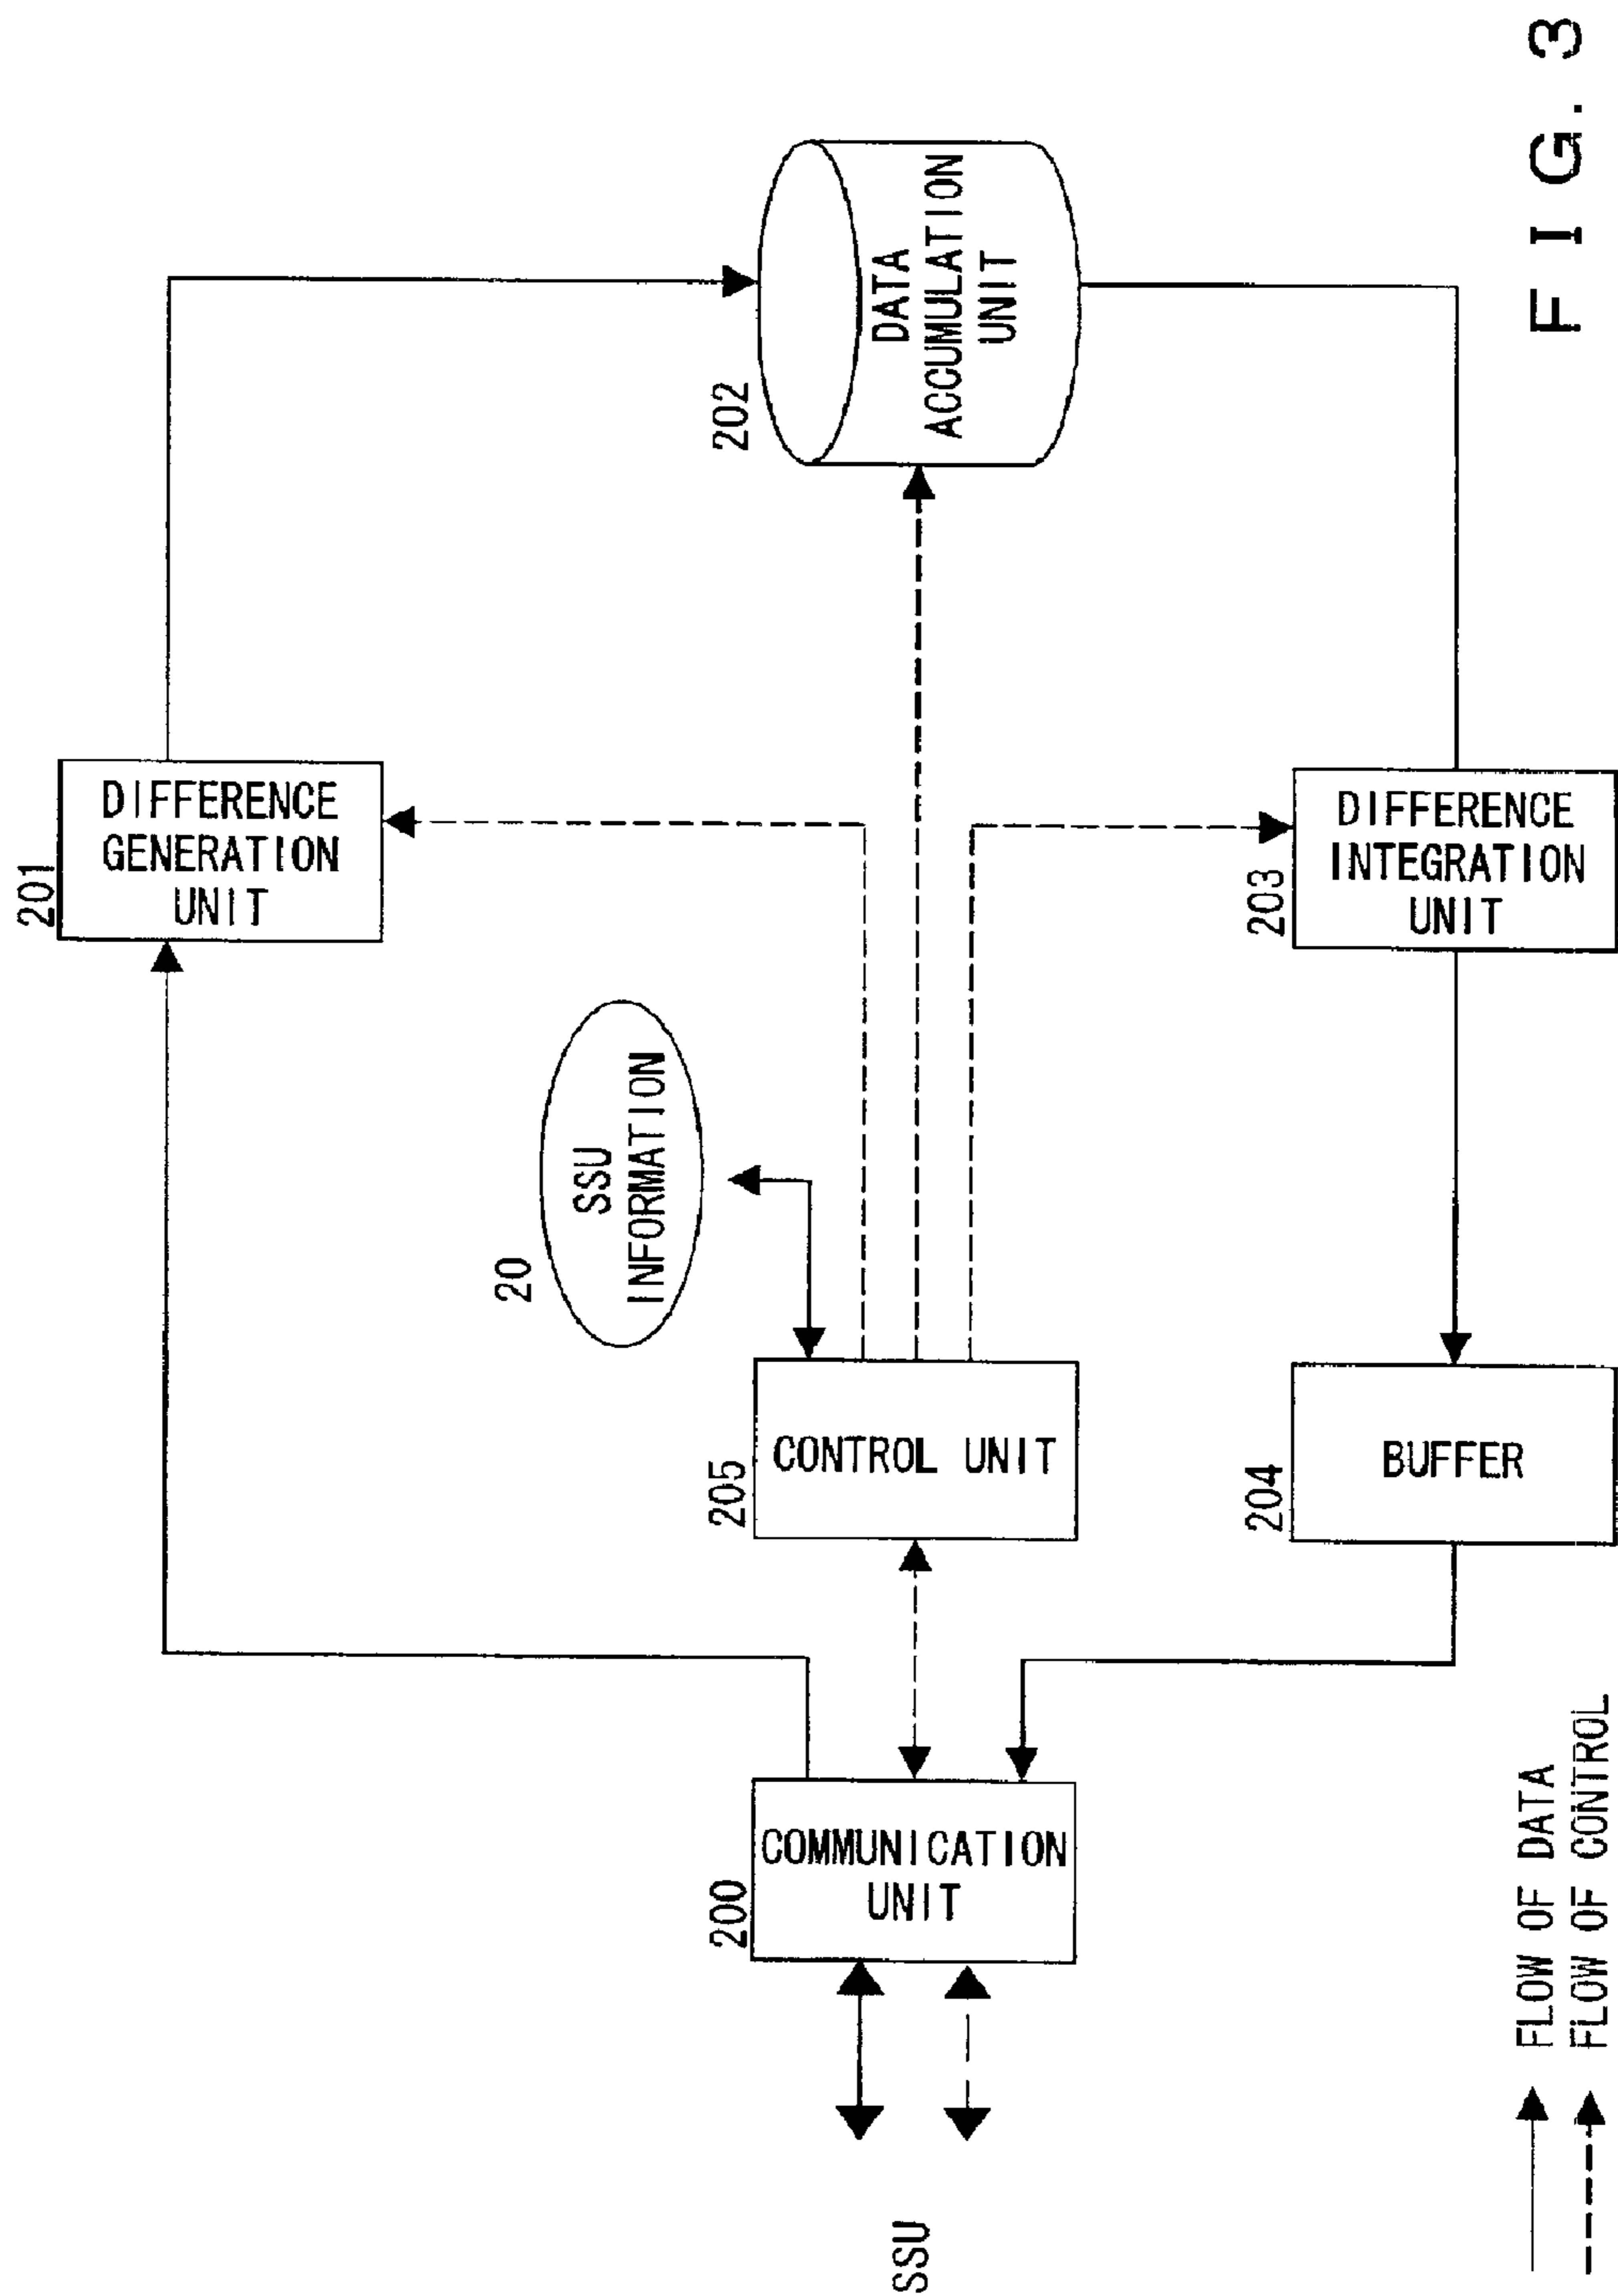 201
DIFFERENCE
GENERATION
UNIT
20
SSU
INFORMATION
202
DATA
ACCUMULATION
UNIT
SSU
200
COMMUNICATION
UNIT
205
CONTROL UNIT
204
BUFFER
203
DIFFERENCE
INTEGRATION
UNIT
FLOW OF DATA
FLOW OF CONTROL
FIG. 3